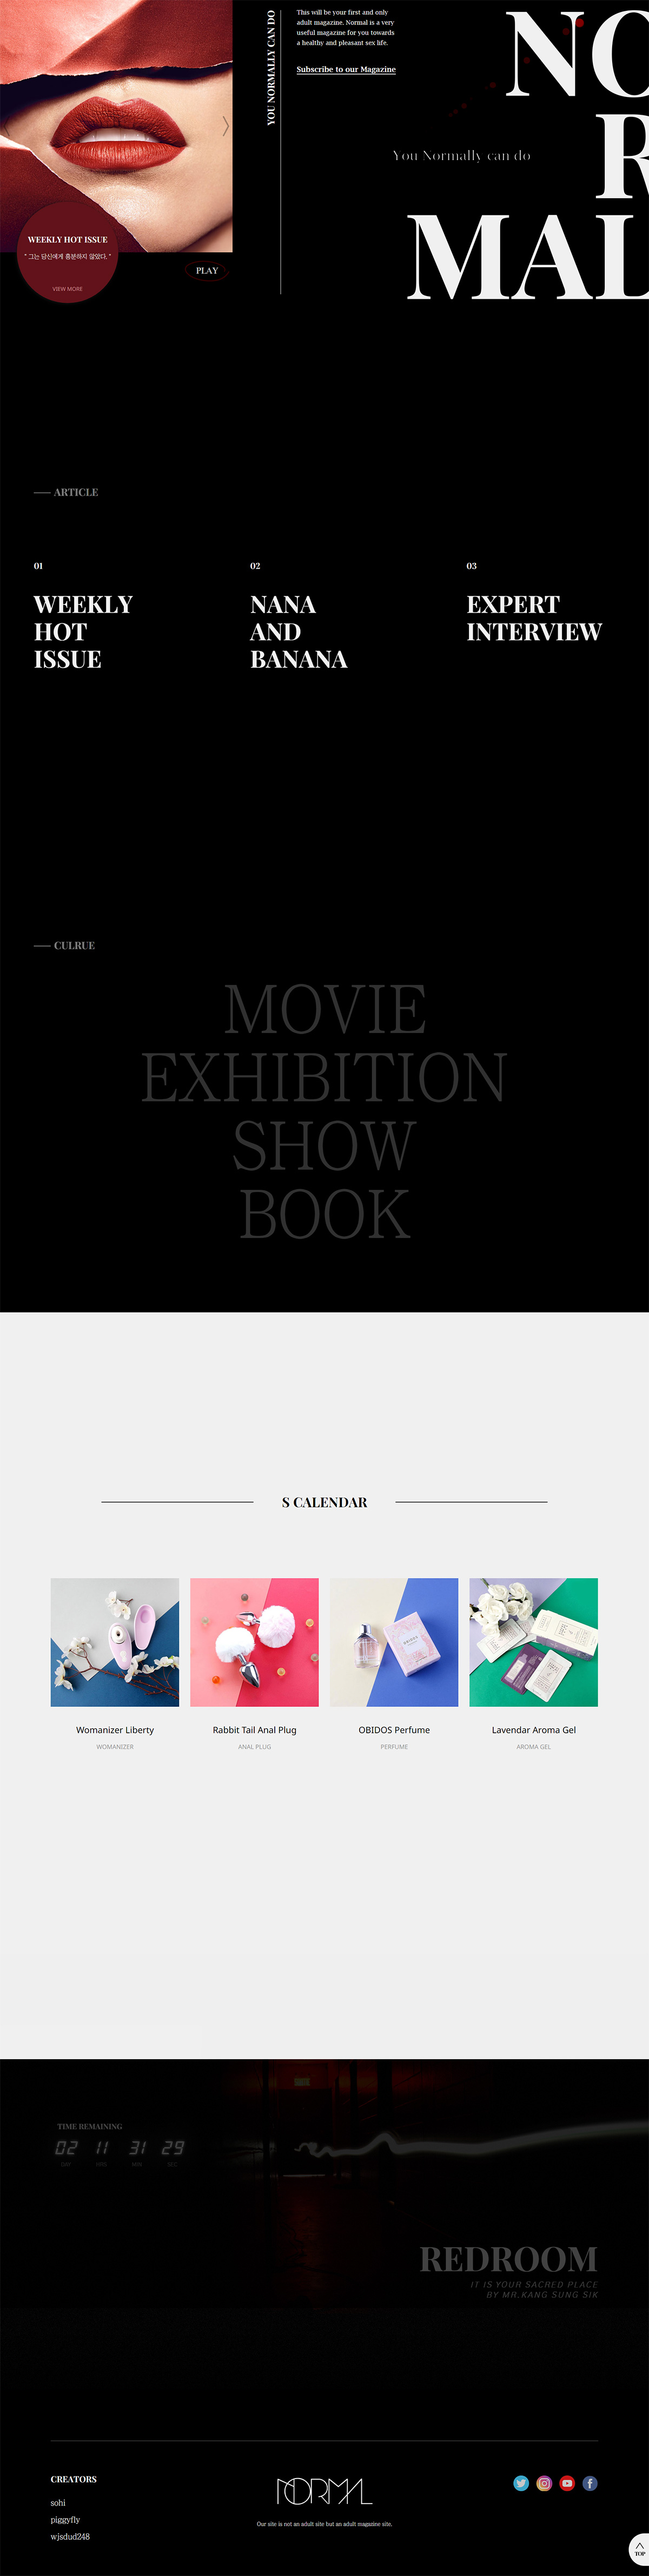 YOU NORMALLY CAN DO
This will be your first and only
adult magazine. Normal is a very
useful magazine for you towards
a healthy and pleasant sex life.
Subscribe to our Magazine
NO
R
MAL
You Normally can do
WEEKLY HOT ISSUE
" 그는 당신에게 흥분하지 않았다. "
VIEW MORE
PLAY
ARTICLE
01
WEEKLY
HOT
ISSUE
02
NANA
AND
BANANA
03
EXPERT
INTERVIEW
CULRUE
MOVIE
EXHIBITION
SHOW
BOOK
S CALENDAR
Womanizer Liberty
WOMANIZER
Rabbit Tail Anal Plug
ANAL PLUG
OBIDOS Perfume
PERFUME
Lavendar Aroma Gel
AROMA GEL
TIME REMAINING
02 11 31 29
DAY HRS MIN SEC
REDROOM
IT IS YOUR SACRED PLACE
BY MR.KANG SUNG SIK
CREATORS
sohi
piggyfly
wjsdud248
NORMAL
Our site is not an adult site but an adult magazine site.
TOP